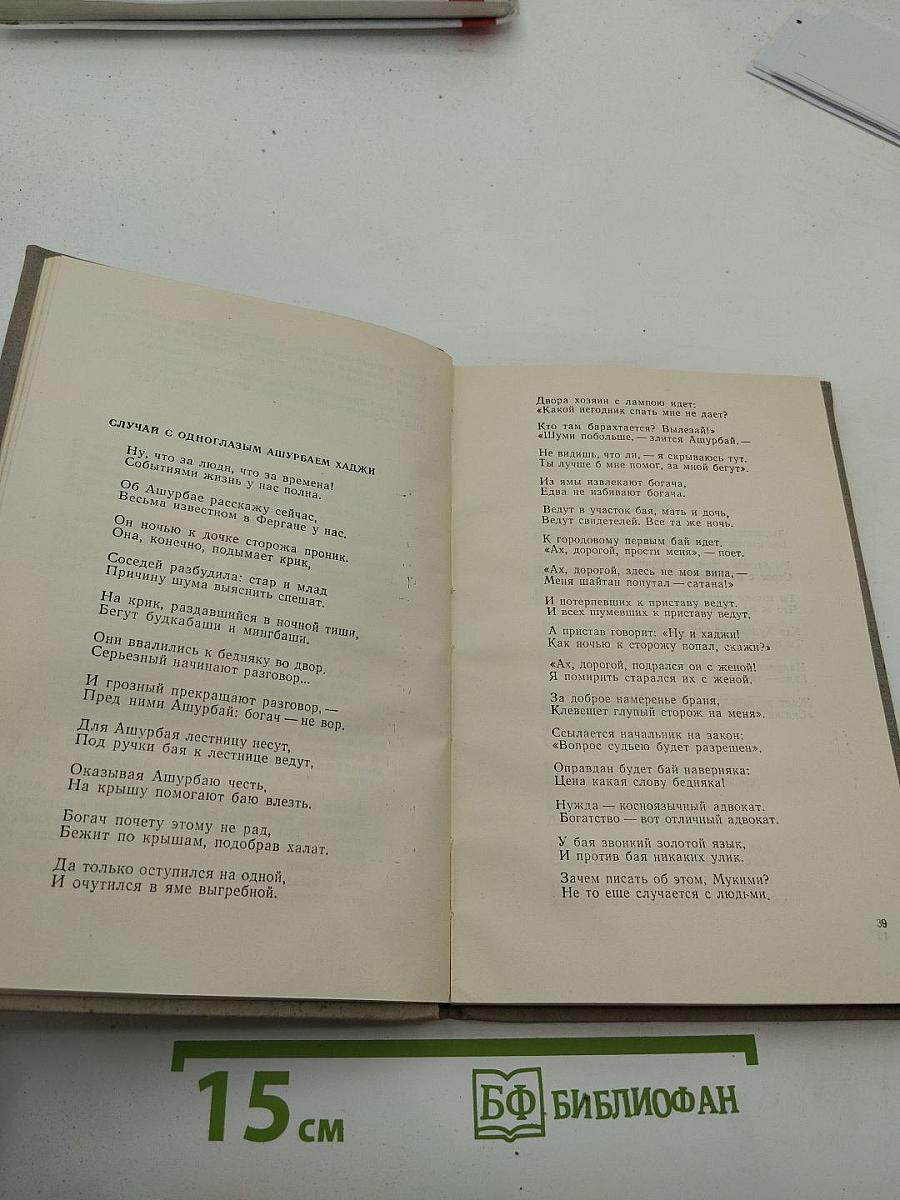 СЛУЧАЙ С ОДНОГЛАЗЫМ АШУРБАЕМ ХАДЖИ
Ну, что за люди, что за времена!
Событиями жизнь у нас полна.
Об Ашурбае расскажу сейчас,
Весьма известном в Фергане у нас.
Он ночью к дочке сторожа проник.
Она, конечно, подымает крик,
Соседей разбудила: стар и млад
Причину шума выяснить спешат.
На крик, раздавшийся в ночной тиши,
Бегут будкабаши и мингбаши.
Они ввалились к бедняку во двор.
Серьезный начинают разговор...
И грозный прекращают разговор, —
Пред ними Ашурбай: богач — не вор.
Для Ашурбая лестницу несут,
Под ручки бая к лестнице ведут,
Оказывая Ашурбаю честь,
На крышу помогают баю влезть.
Богач почету этому не рад,
Бежит по крышам, подобрав халат.
Да только оступился на одной,
И очутился в яме выгребной.
Двора хозяин с лампою идет:
«Какой негодник спать мне не дает?
Кто там барахтается? Вылезай!»
«Шуми побольше, — злится Ашурбай. —
Не видишь, что ли, — я скрываюсь тут.
Ты лучше б мне помог, за мной бегут».
Из ямы извлекают богача,
Едва не избивают богача.
Ведут в участок бая, мать и дочь,
Ведут свидетелей. Все та же ночь.
К городовому первым бай идет,
«Ах, дорогой, прости меня», — поет.
«Ах, дорогой, здесь не моя вина, —
Меня шайтан попутал — сатана!»
И потерпевших к приставу ведут.
И всех шумевших к приставу ведут.
А пристав говорит: «Ну и хаджи!
Как ночью к сторожу попал, скажи?»
«Ах, дорогой, подрался он с женой!
Я помирить старался их с женой.
За доброе намеренье браня,
Клевещет глупый сторож на меня».
Ссылается начальник на закон:
«Вопрос судьею будет разрешен».
Оправдан будет бай наверняка:
Цена какая слову бедняка!
Нужда — косноязычный адвокат.
Богатство — вот отличный адвокат.
У бая звонкий золотой язык,
И против бая никаких улик.
Зачем писать об этом, Мукими?
Не то еше случается с людьми.
39
15 см
БФ БИБЛИОФАН